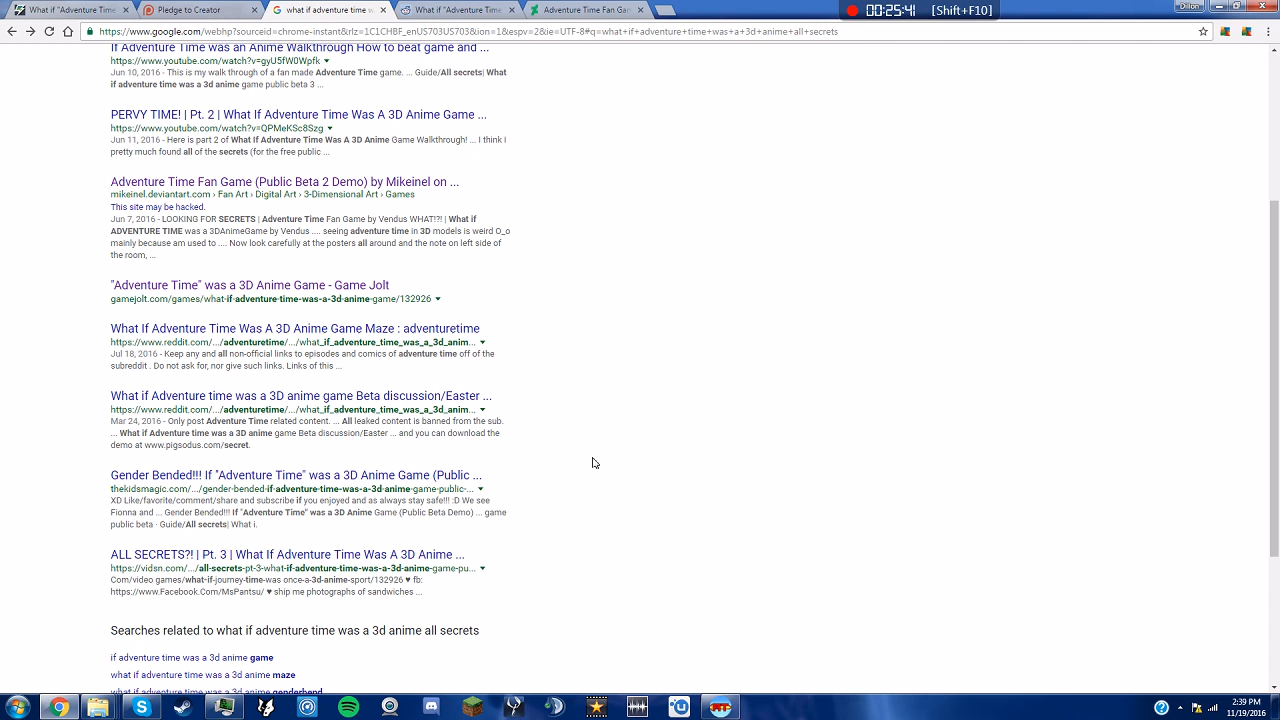 What if "Adventure Tim
Pledge to Creator
what if adventure time w
What if "Adventure Time
Adventure Time Fan Gam
00:25:41 [Shift+F10]
Dillon
https://www.google.com/webhp?sourceid=chrome-instant&rlz=1C1CHBF_enUS703US703&ion=1&espv=2&ie=UTF-8#q=what+if+adventure+time+was+a+3d+anime+all+secrets
If Adventure Time was an Anime Walkthrough How to beat game and ...
https://www.youtube.com/watch?v=gyU5fW0Wpfk
Jun 10, 2016 - This is my walk through of a fan made Adventure Time game. ... Guide/All secrets| What
if adventure time was a 3d anime game public beta 3 ...
PERVY TIME! | Pt. 2 | What If Adventure Time Was A 3D Anime Game ...
https://www.youtube.com/watch?v=QPMeKSc8Szg
Jun 11, 2016 - Here is part 2 of What If Adventure Time Was A 3D Anime Game Walkthrough! ... I think I
pretty much found all of the secrets (for the free public ...
Adventure Time Fan Game (Public Beta 2 Demo) by Mikeinel on ...
mikeinel.deviantart.com › Fan Art › Digital Art › 3-Dimensional Art › Games
This site may be hacked.
Jun 7, 2016 - LOOKING FOR SECRETS | Adventure Time Fan Game by Vendus WHAT!?! | What if
ADVENTURE TIME was a 3DAnimeGame by Vendus .... seeing adventure time in 3D models is weird O_o
mainly because am used to .... Now look carefully at the posters all around and the note on left side of
the room, ...
"Adventure Time" was a 3D Anime Game - Game Jolt
gamejolt.com/games/what-if-adventure-time-was-a-3d-anime-game/132926
What If Adventure Time Was A 3D Anime Game Maze : adventuretime
https://www.reddit.com/.../adventuretime/.../what_if_adventure_time_was_a_3d_anim...
Jul 18, 2016 - Keep any and all non-official links to episodes and comics of adventure time off of the
subreddit . Do not ask for, nor give such links. Links of this ...
What if Adventure time was a 3D anime game Beta discussion/Easter ...
https://www.reddit.com/.../adventuretime/.../what_if_adventure_time_was_a_3d_anim...
Mar 24, 2016 - Only post Adventure Time related content. ... All leaked content is banned from the sub.
... What if Adventure time was a 3D anime game Beta discussion/Easter ... and you can download the
demo at www.pigsodus.com/secret.
Gender Bended!!! If "Adventure Time" was a 3D Anime Game (Public ...
thekidsmagic.com/.../gender-bended-if-adventure-time-was-a-3d-anime-game-public-...
XD Like/favorite/comment/share and subscribe if you enjoyed and as always stay safe!!! :D We see
Fionna and ... Gender Bended!!! If "Adventure Time" was a 3D Anime Game (Public Beta Demo) ... game
public beta · Guide/All secrets| What i.
ALL SECRETS?! | Pt. 3 | What If Adventure Time Was A 3D Anime ...
https://vidsn.com/.../all-secrets-pt-3-what-if-adventure-time-was-a-3d-anime-game-pu...
Com/video games/what-if-journey-time-was once-a-3d-anime-sport/132926 ♥ fb:
https://www.Facebook.Com/MsPantsu/ ♥ ship me photographs of sandwiches ...
Searches related to what if adventure time was a 3d anime all secrets
if adventure time was a 3d anime game
what if adventure time was a 3d anime maze
what if adventure time was a 3d anime genderbend
2:39 PM
11/19/2016